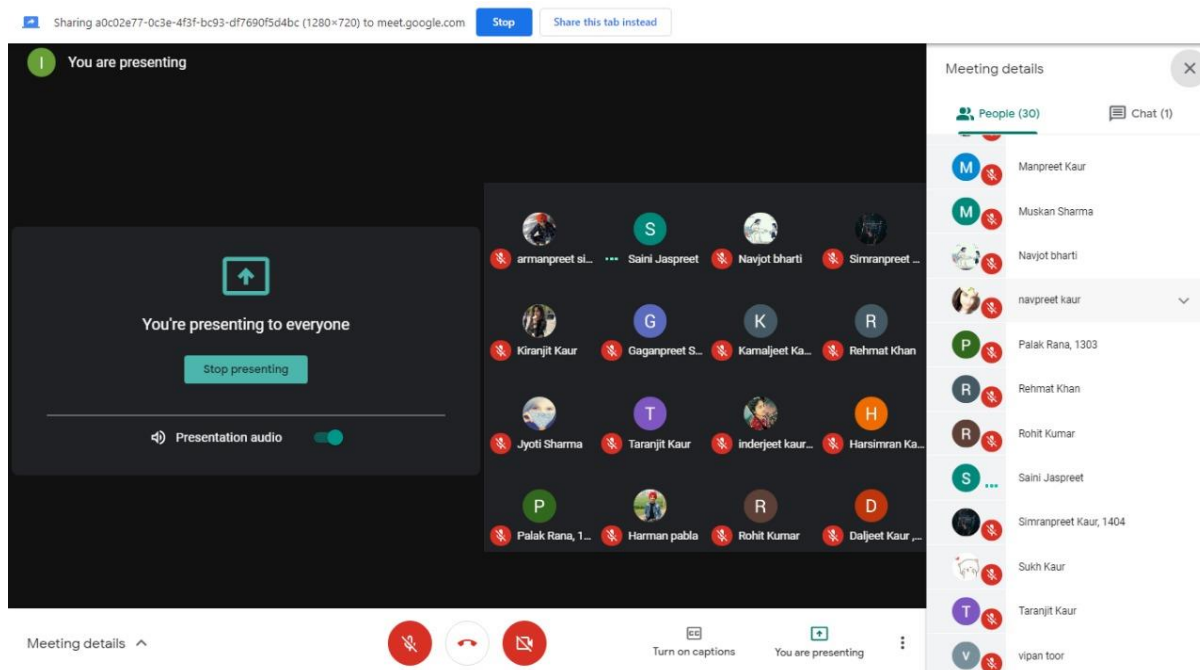 Sharing a0c02e77-0c3e-4f3f-bc93-df7690f5d4bc (1280×720) to meet.google.com Stop Share this tab instead
I You are presenting
You're presenting to everyone
Stop presenting
Presentation audio
armanpreet si...
S
Saini Jaspreet
Navjot bharti
Simranpreet ...
Kiranjit Kaur
G
Gaganpreet S...
K
Kamaljeet Ka...
R
Rehmat Khan
Jyoti Sharma
T
Taranjit Kaur
inderjeet kaur...
H
Harsimran Ka...
P
Palak Rana, 1...
Harman pabla
R
Rohit Kumar
D
Daljeet Kaur ,...
Meeting details
People (30) Chat (1)
M Manpreet Kaur
M Muskan Sharma
Navjot bharti
navpreet kaur
P Palak Rana, 1303
R Rehmat Khan
R Rohit Kumar
S Saini Jaspreet
Simranpreet Kaur, 1404
Sukh Kaur
T Taranjit Kaur
V vipan toor
Meeting details
CC
Turn on captions
You are presenting